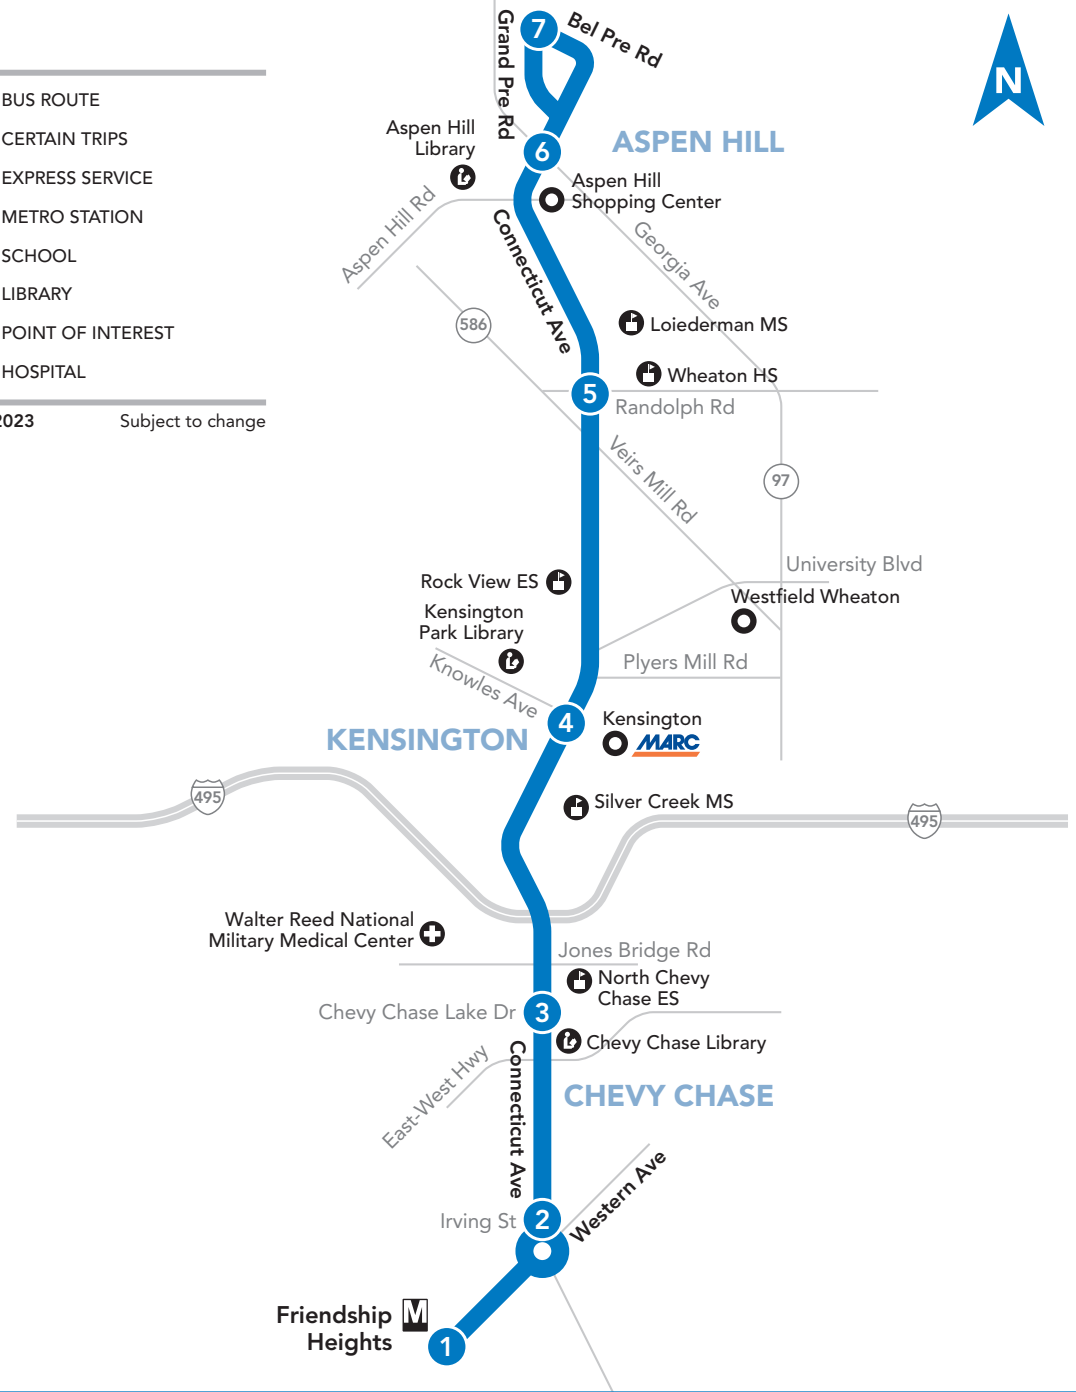 Grand Pre Rd
7
Bel Pre Rd
N
BUS ROUTE
CERTAIN TRIPS
EXPRESS SERVICE
METRO STATION
SCHOOL
LIBRARY
POINT OF INTEREST
HOSPITAL
2023
Subject to change
Aspen Hill
Library
6
ASPEN HILL
Aspen Hill
Shopping Center
Aspen Hill Rd
Connecticut Ave
Georgia Ave
586
Loiederman MS
Wheaton HS
5
Randolph Rd
Veirs Mill Rd
97
University Blvd
Rock View ES
Westfield Wheaton
Kensington
Park Library
Knowles Ave
Plyers Mill Rd
4
Kensington
MARC
KENSINGTON
495
Silver Creek MS
495
Walter Reed National
Military Medical Center
Jones Bridge Rd
North Chevy
Chase ES
Chevy Chase Lake Dr
3
Chevy Chase Library
East-West Hwy
Connecticut Ave
CHEVY CHASE
Western Ave
Irving St
2
Friendship
Heights
M
1